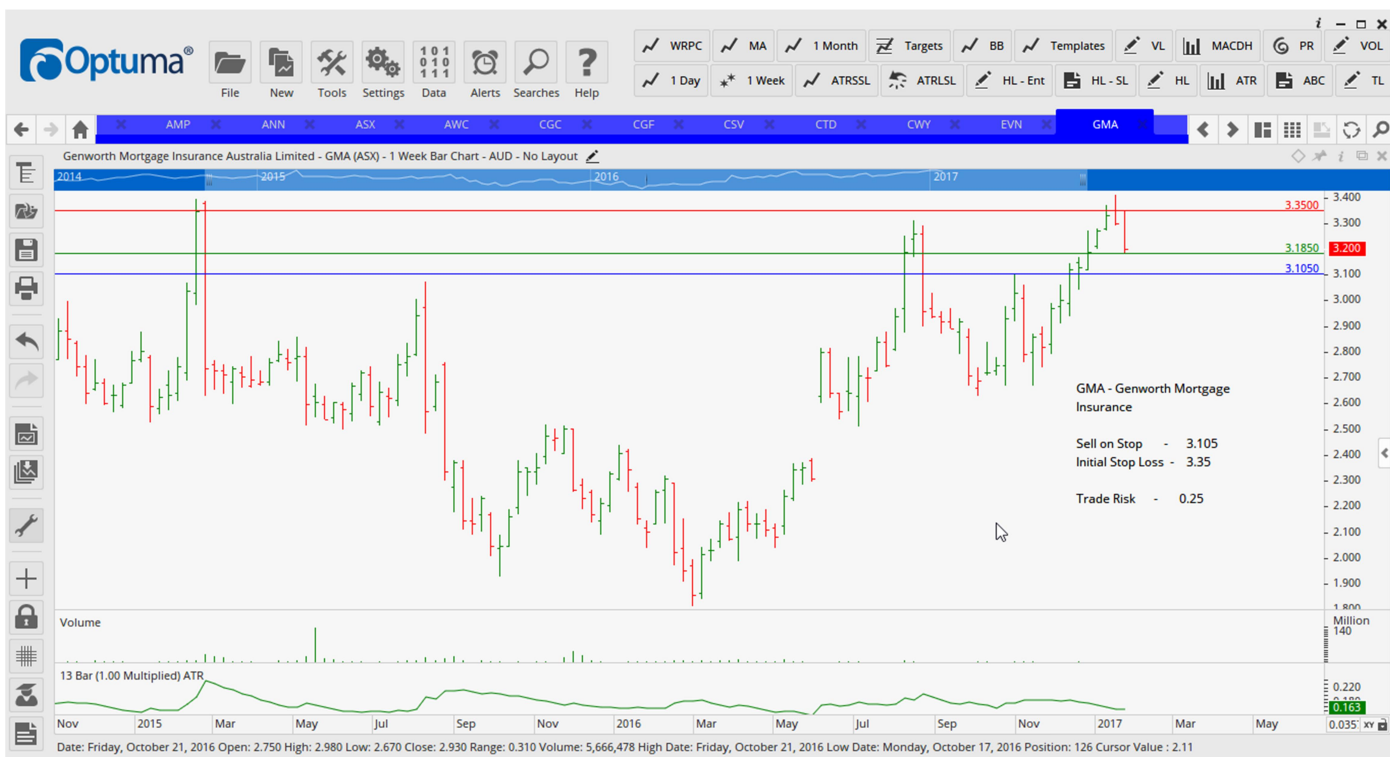 i
Optuma®
File New Tools Settings Data Alerts Searches Help
101
010
111
WRPC MA 1 Month Targets BB Templates VL MACDH PR VOL
1 Day 1 Week ATRSSL ATRLSL HL - Ent HL - SL HL ATR ABC TL
AMP ANN ASX AWC CGC CGF CSV CTD CWY EVN GMA
Genworth Mortgage Insurance Australia Limited - GMA (ASX) - 1 Week Bar Chart - AUD - No Layout
2014 2015 2016 2017
3.400
3.3500
3.300
3.1850 3.200
3.1050 3.100
3.000
2.900
2.800
2.700
2.600
2.500
2.400
2.300
2.200
2.100
2.000
1.900
1.800
GMA - Genworth Mortgage
Insurance
Sell on Stop - 3.105
Initial Stop Loss - 3.35
Trade Risk - 0.25
Volume
Million
140
13 Bar (1.00 Multiplied) ATR
0.220
0.163
Nov 2015 Mar May Jul Sep Nov 2016 Mar May Jul Sep Nov 2017 Mar May 0.035 XY
Date: Friday, October 21, 2016 Open: 2.750 High: 2.980 Low: 2.670 Close: 2.930 Range: 0.310 Volume: 5,666,478 High Date: Friday, October 21, 2016 Low Date: Monday, October 17, 2016 Position: 126 Cursor Value : 2.11